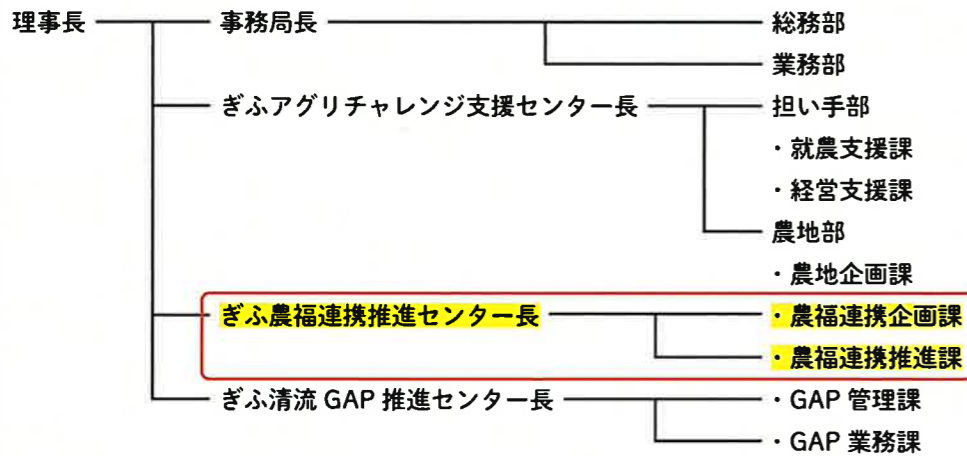 理事長 事務局長 総務部
業務部
ぎふアグリチャレンジ支援センター長 担い手部
・就農支援課
・経営支援課
農地部
・農地企画課
ぎふ農福連携推進センター長 ・農福連携企画課
・農福連携推進課
ぎふ清流 GAP 推進センター長 ・GAP 管理課
・GAP 業務課